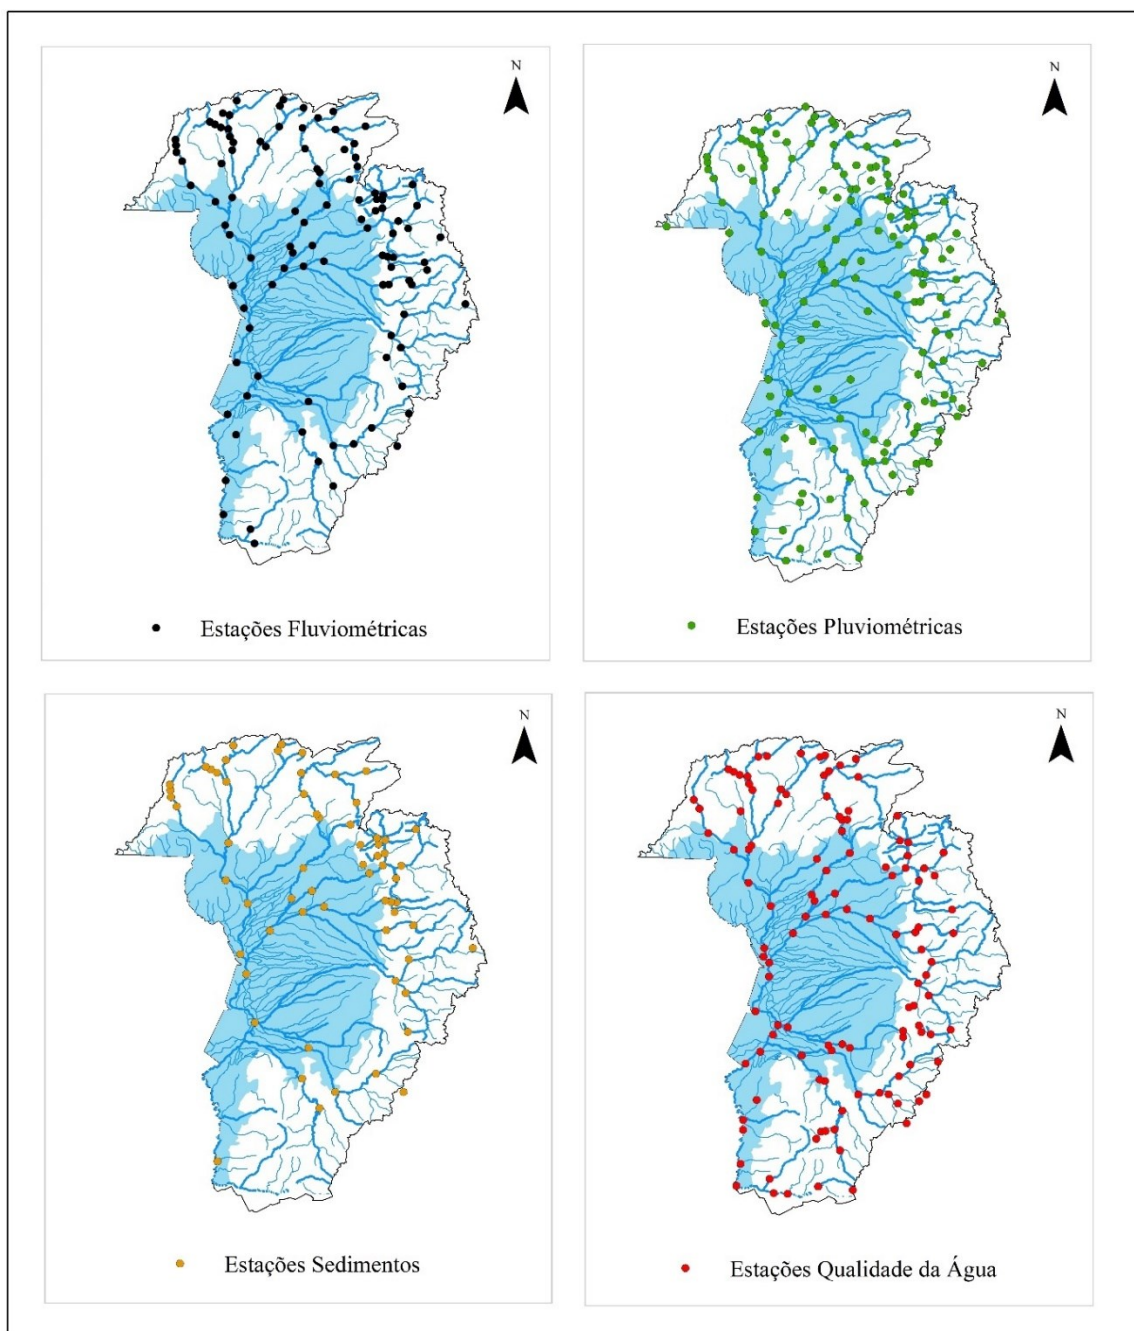 N
N
Estações Fluviométricas
Estações Pluviométricas
N
N
Estações Sedimentos
Estações Qualidade da Água